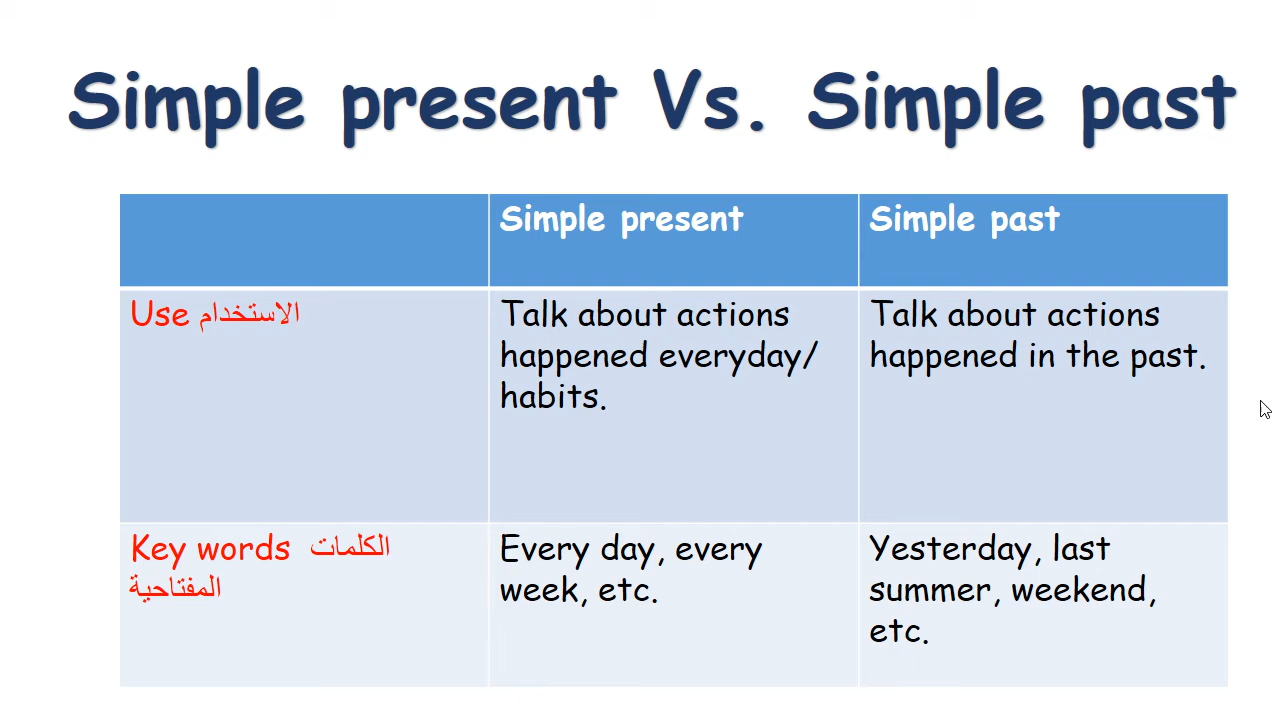 Simple present Vs. Simple past
Simple present
Simple past
Use الاستخدام
Talk about actions
happened everyday/
habits.
Talk about actions
happened in the past.
Key words الكلمات
المفتاحية
Every day, every
week, etc.
Yesterday, last
summer, weekend,
etc.